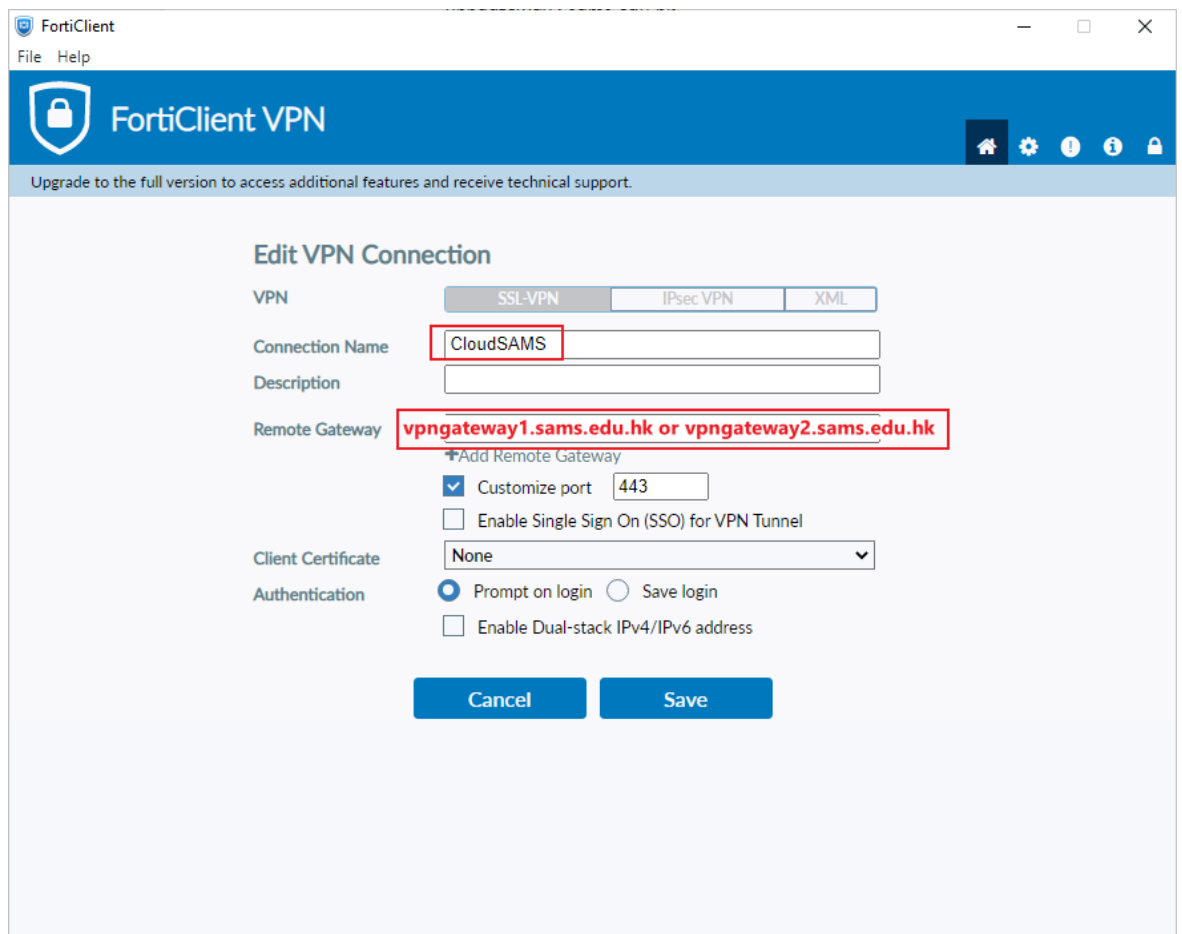 FortiClient
File Help
FortiClient VPN
Upgrade to the full version to access additional features and receive technical support.
Edit VPN Connection
VPN SSL-VPN IPsec VPN XML
Connection Name CloudSAMS
Description
Remote Gateway vpngateway1.sams.edu.hk or vpngateway2.sams.edu.hk
+Add Remote Gateway
Customize port 443
Enable Single Sign On (SSO) for VPN Tunnel
Client Certificate None
Authentication Prompt on login Save login
Enable Dual-stack IPv4/IPv6 address
Cancel Save